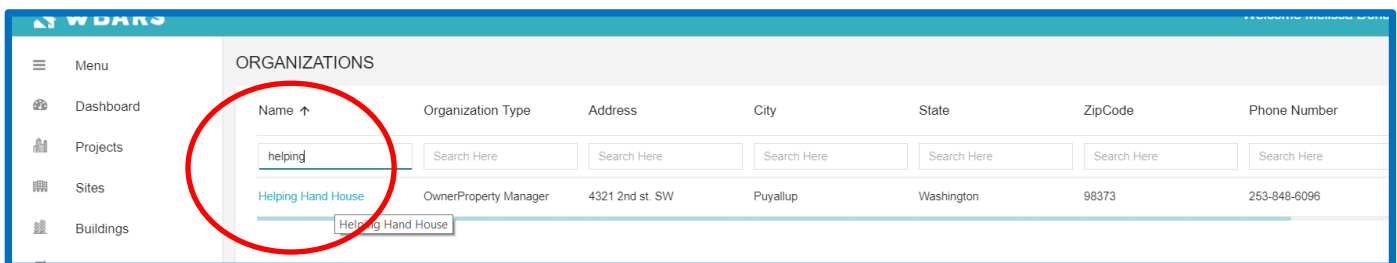 WBARS
Welcome Melissa
Menu
ORGANIZATIONS
Dashboard
Name ↑ Organization Type Address City State ZipCode Phone Number
Projects
helping Search Here Search Here Search Here Search Here Search Here Search Here
Sites
Helping Hand House OwnerProperty Manager 4321 2nd st. SW Puyallup Washington 98373 253-848-6096
Buildings
Helping Hand House